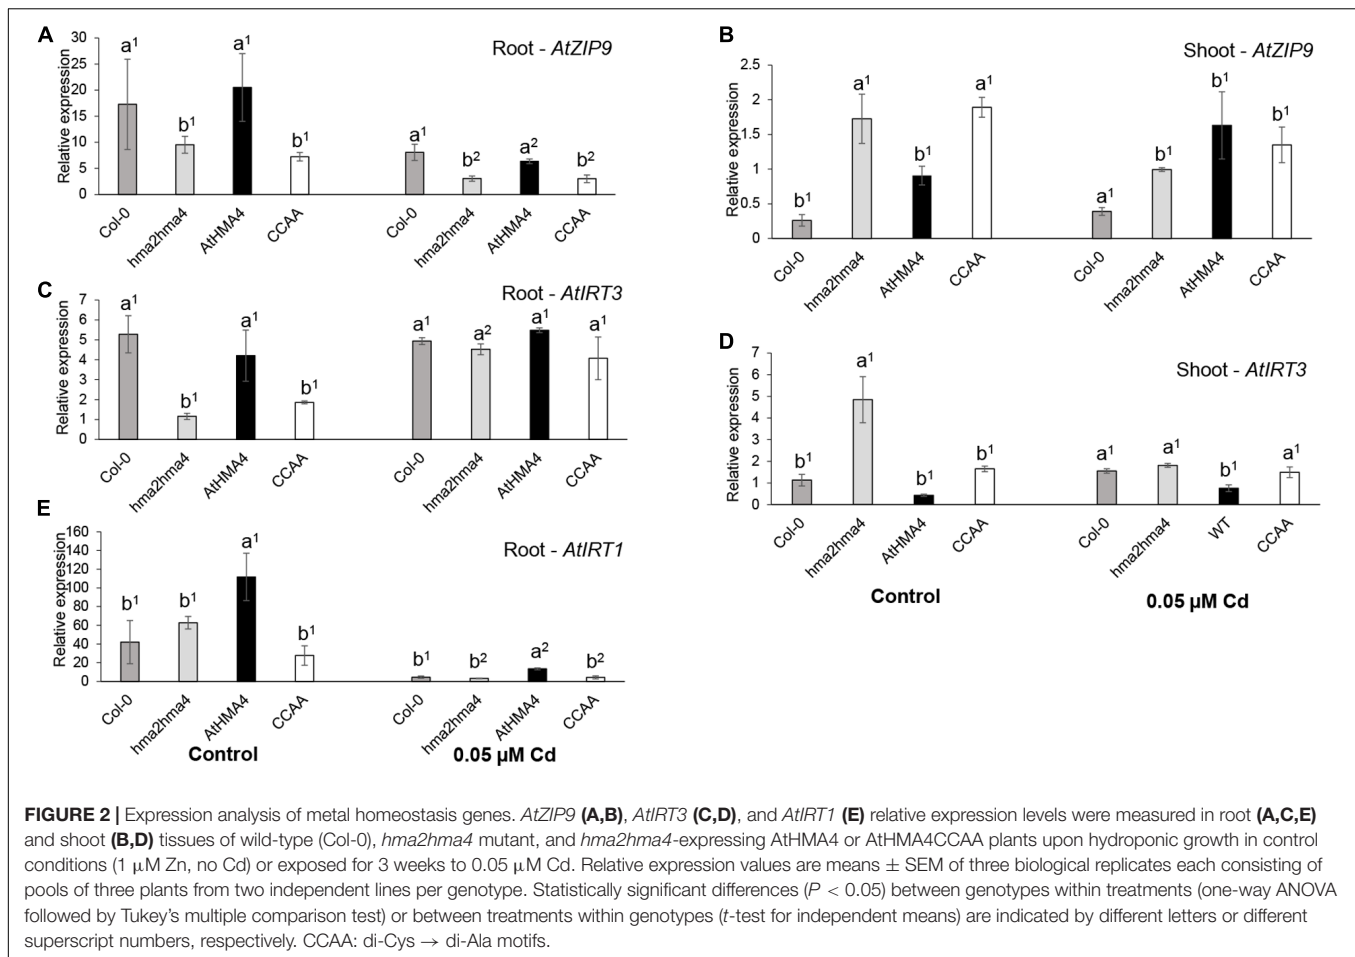 A
Root - AtZIP9
Relative expression
30
25
20
15
10
5
0
a¹
b¹
a¹
b¹
a¹
b²
a²
b²
Col-0
hma2hma4
AtHMA4
CCAA
Col-0
hma2hma4
AtHMA4
CCAA
B
Shoot - AtZIP9
Relative expression
2.5
2
1.5
1
0.5
0
b¹
a¹
b¹
a¹
a¹
b¹
b¹
b¹
Col-0
hma2hma4
AtHMA4
CCAA
Col-0
hma2hma4
AtHMA4
CCAA
C
Root - AtIRT3
Relative expression
7
6
5
4
3
2
1
0
a¹
b¹
a¹
b¹
a¹
a²
a¹
a¹
Col-0
hma2hma4
AtHMA4
CCAA
Col-0
hma2hma4
AtHMA4
CCAA
D
Shoot - AtIRT3
Relative expression
7
6
5
4
3
2
1
0
b¹
a¹
b¹
b¹
a¹
a¹
b¹
a¹
Col-0
hma2hma4
AtHMA4
CCAA
Col-0
hma2hma4
WT
CCAA
Control
0.05 µM Cd
E
Root - AtIRT1
Relative expression
160
140
120
100
80
60
40
20
0
b¹
b¹
a¹
b¹
b¹
b²
a²
b²
Col-0
hma2hma4
AtHMA4
CCAA
Col-0
hma2hma4
AtHMA4
CCAA
Control
0.05 µM Cd
FIGURE 2 | Expression analysis of metal homeostasis genes. AtZIP9 (A,B), AtIRT3 (C,D), and AtIRT1 (E) relative expression levels were measured in root (A,C,E)
and shoot (B,D) tissues of wild-type (Col-0), hma2hma4 mutant, and hma2hma4-expressing AtHMA4 or AtHMA4CCAA plants upon hydroponic growth in control
conditions (1 µM Zn, no Cd) or exposed for 3 weeks to 0.05 µM Cd. Relative expression values are means ± SEM of three biological replicates each consisting of
pools of three plants from two independent lines per genotype. Statistically significant differences (P < 0.05) between genotypes within treatments (one-way ANOVA
followed by Tukey's multiple comparison test) or between treatments within genotypes (t-test for independent means) are indicated by different letters or different
superscript numbers, respectively. CCAA: di-Cys → di-Ala motifs.